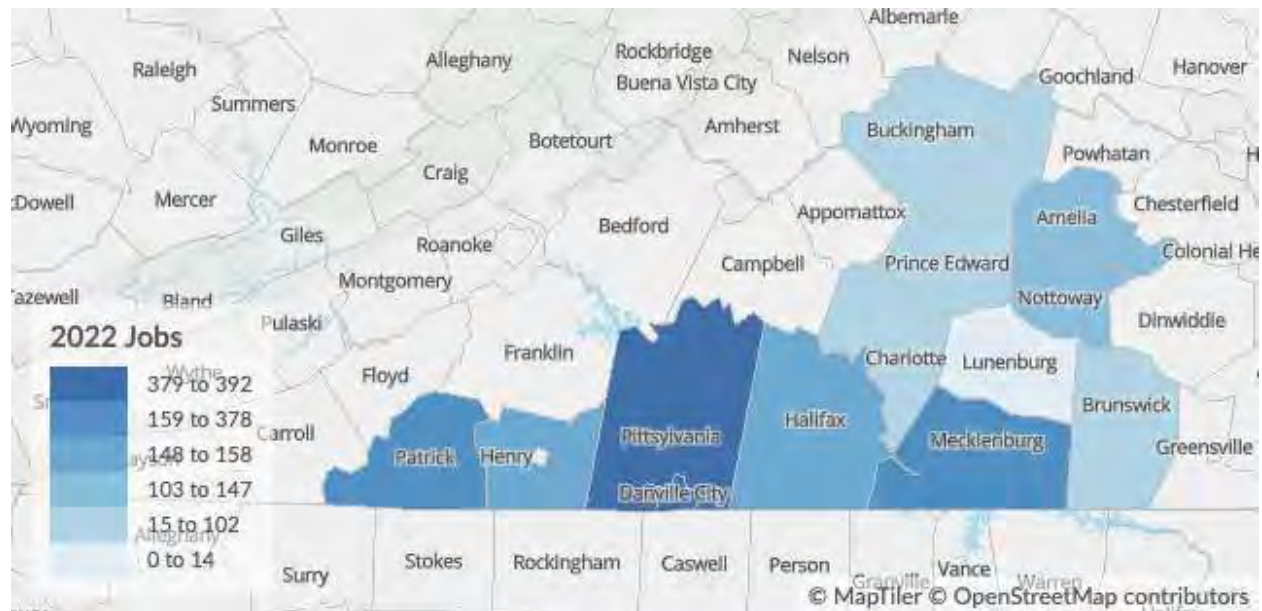 Albemarle
Raleigh
Alleghany
Rockbridge
Nelson
Goochland
Hanover
Buena Vista City
Summers
Wyoming
Monroe
Botetourt
Amherst
Buckingham
Powhatan
H
Craig
Dowell
Mercer
Bedford
Appomattox
Amelia
Chesterfield
Giles
Roanoke
Campbell
Prince Edward
Colonial He
Montgomery
azewell
Bland
Nottoway
Pulaski
Dinwiddie
2022 Jobs
Franklin
Charlotte
Lunenburg
Wythe
Floyd
379 to 392
Brunswick
159 to 378
Carroll
Halifax
Pittsylvania
Mecklenburg
Greensville
148 to 158
Patrick
Henry
103 to 147
Danville City
15 to 102
Alleghany
0 to 14
Surry
Stokes
Rockingham
Caswell
Person
Granville
Vance
Warren
© MapTiler © OpenStreetMap contributors